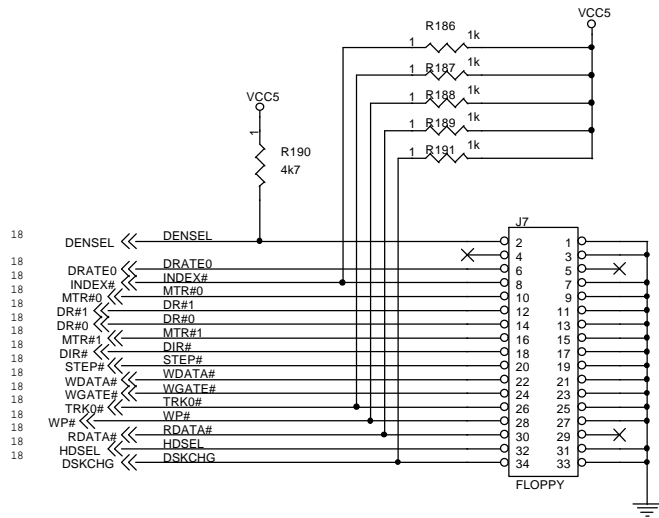 VCC5
R186
1 1k
R187
1 1k
R188
1 1k
R189
1 1k
R191
1 1k
VCC5
1
R190
4k7
J7
18 DENSEL DENSEL 2 1
4 3
18 DRATE0 DRATE0 6 5
18 INDEX# INDEX# 8 7
18 MTR#0 MTR#0 10 9
18 DR#1 DR#1 12 11
18 DR#0 DR#0 14 13
18 MTR#1 MTR#1 16 15
18 DIR# DIR# 18 17
18 STEP# STEP# 20 19
18 WDATA# WDATA# 22 21
18 WGATE# WGATE# 24 23
18 TRK0# TRK0# 26 25
18 WP# WP# 28 27
18 RDATA# RDATA# 30 29
18 HDSEL HDSEL 32 31
18 DSKCHG DSKCHG 34 33
FLOPPY